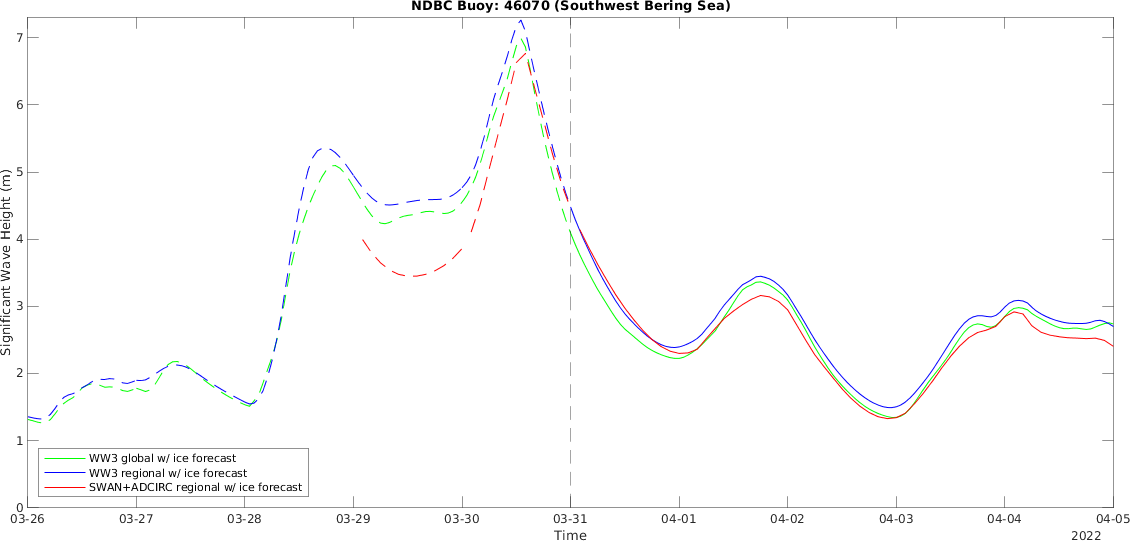 NDBC Buoy: 46070 (Southwest Bering Sea)
Significant Wave Height (m)
7
6
5
4
3
2
1
0
WW3 global w/ ice forecast
WW3 regional w/ ice forecast
SWAN+ADCIRC regional w/ ice forecast
03-26 03-27 03-28 03-29 03-30 03-31 04-01 04-02 04-03 04-04 04-05
Time
2022